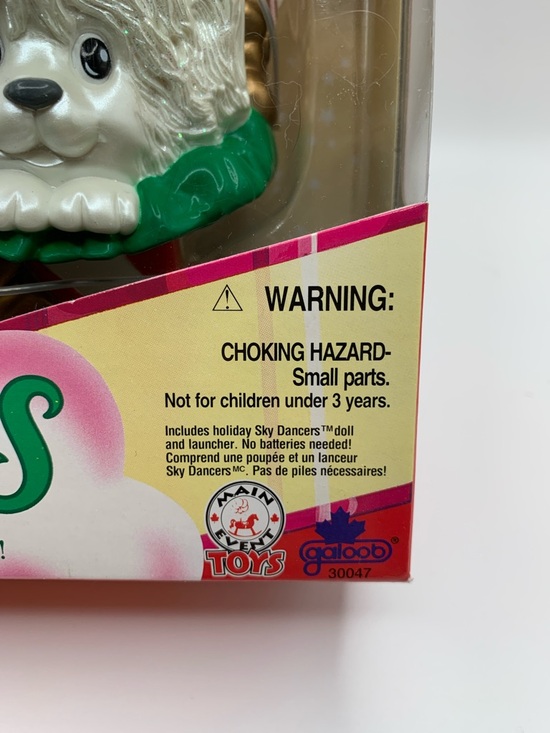 ⚠ WARNING:
CHOKING HAZARD-
Small parts.
Not for children under 3 years.
Includes holiday Sky Dancers™ doll
and launcher. No batteries needed!
Comprend une poupée et un lanceur
Sky Dancers MC. Pas de piles nécessaires!
S
!
MAIN
EVENT
TOYS
galoob®
30047